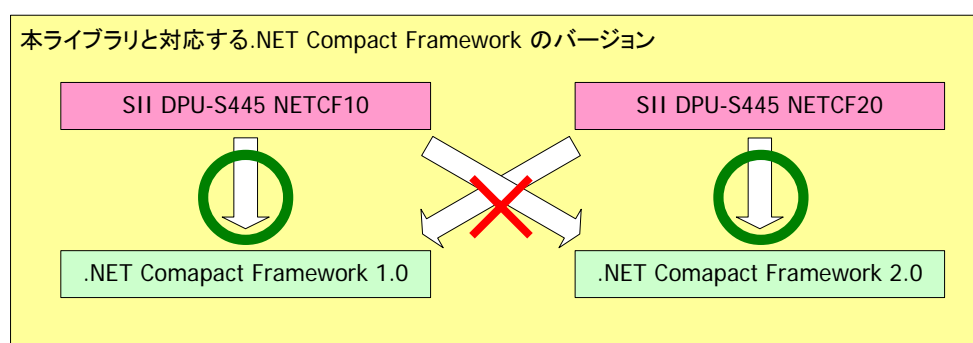 本ライブラリと対応する.NET Compact Framework のバージョン
SII DPU-S445 NETCF10
SII DPU-S445 NETCF20
.NET Comapact Framework 1.0
.NET Comapact Framework 2.0